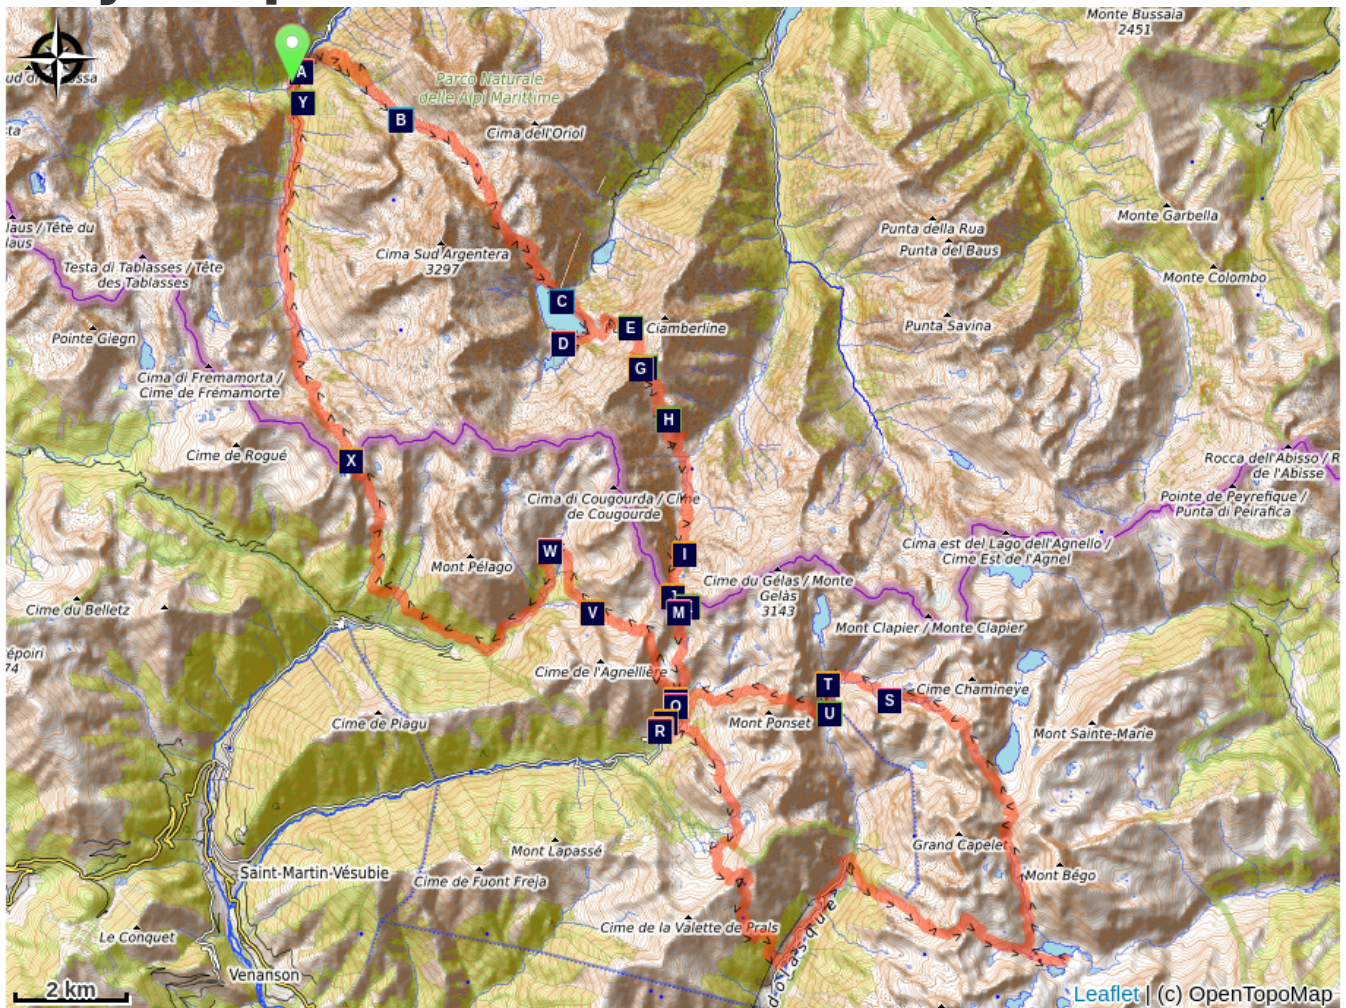 Monte Bussaia
2451
A
Y
Parco Naturale
delle Alpi Marittime
B
Cima dell'Oriol
Monte Garbella
Punta della Rua
Punta del Baus
Testa di Tablasses / Tête
des Tablasses
Cima Sud Argentera
3297
Monte Colombo
C
Pointe Giegn
E
Ciamberline
Punta Savina
D
G
Cima di Fremamorta /
Cime de Frémamorte
H
Cime de Rogué
X
Rocca dell'Abisso / R
de l'Abisse
Cima di Cougourda / Cime
de Cougourde
Pointe de Peyrefique /
Punta di Peirafica
W
I
Cima est del Lago dell'Agnello /
Cime Est de l'Agnel
Mont Pélago
Cime du Gélas / Monte
Gelàs
3143
Cime du Belletz
V
M
Mont Clapier / Monte Clapier
Cime de l'Agnellière
T
S
Cime Chamineye
Q
U
Cime de Piagu
R
Mont Ponset
Mont Sainte-Marie
Mont Lapassé
Grand Capelet
Saint-Martin-Vésubie
Cime de Fuont Freja
Mont Bégo
Cime de la Valette de Prals
Le Conquet
Venanson
2 km
Leaflet | (c) OpenTopoMap